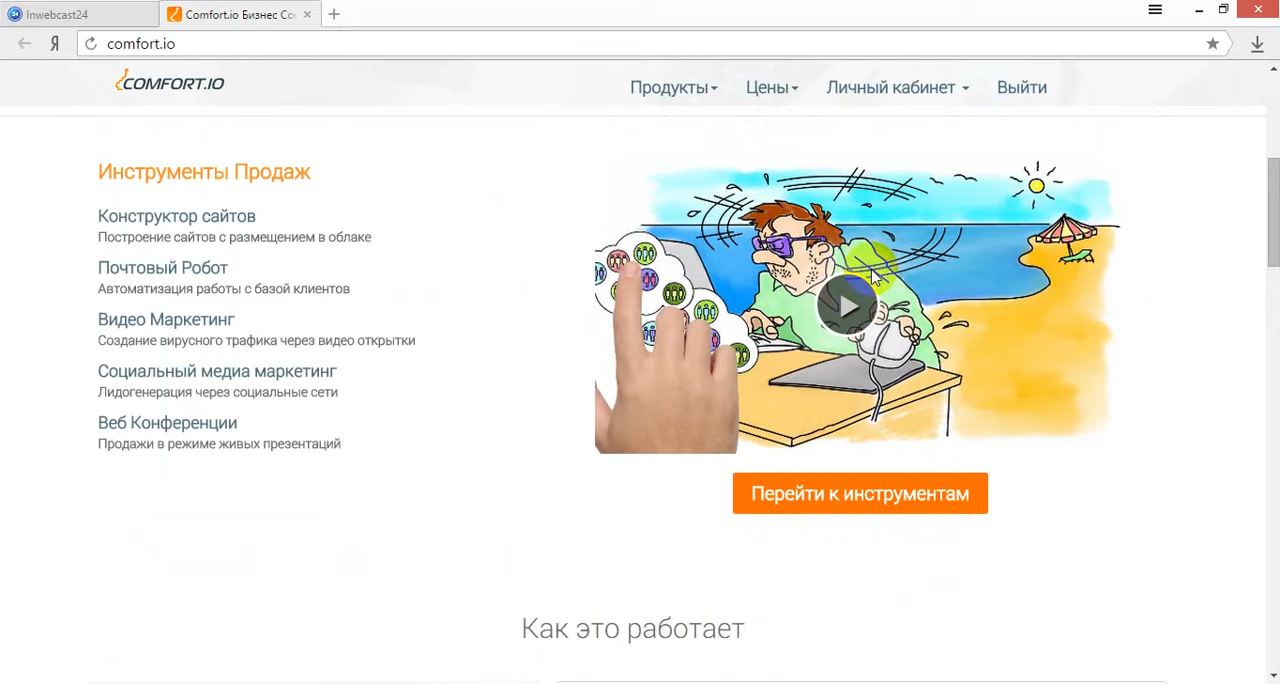 Inwebcast24
Comfort.io Бизнес Со
comfort.io
COMFORT.IO
Продукты
Цены
Личный кабинет
Выйти
Инструменты Продаж
Конструктор сайтов
Построение сайтов с размещением в облаке
Почтовый Робот
Автоматизация работы с базой клиентов
Видео Маркетинг
Создание вирусного трафика через видео открытки
Социальный медиа маркетинг
Лидогенерация через социальные сети
Веб Конференции
Продажи в режиме живых презентаций
Перейти к инструментам
Как это работает